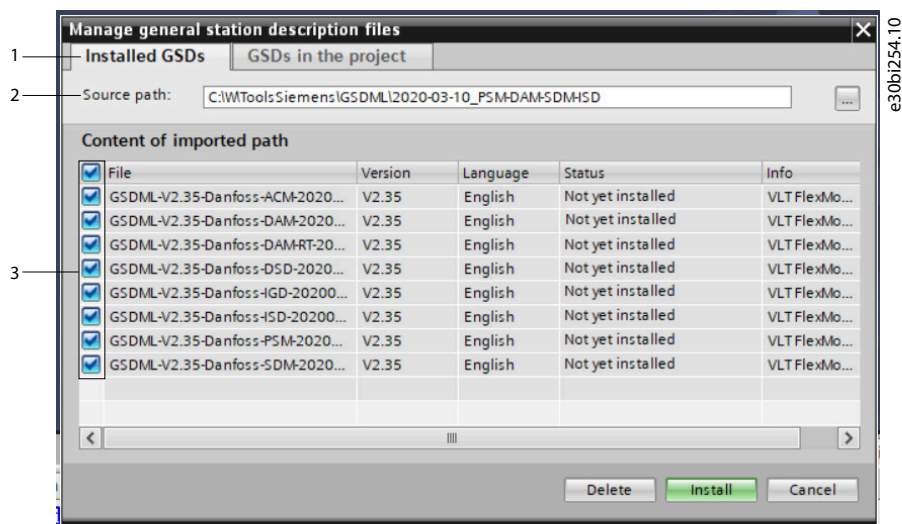 Manage general station description files
1
Installed GSDs
GSDs in the project
2
Source path:
C:\WIToolsSiemens\GSDML\2020-03-10_PSM-DAM-SDM-ISD
...
Content of imported path
File Version Language Status Info
GSDML-V2.35-Danfoss-ACM-2020... V2.35 English Not yet installed VLT FlexMo...
GSDML-V2.35-Danfoss-DAM-2020... V2.35 English Not yet installed VLT FlexMo...
GSDML-V2.35-Danfoss-DAM-RT-20... V2.35 English Not yet installed VLT FlexMo...
3
GSDML-V2.35-Danfoss-DSD-2020... V2.35 English Not yet installed VLT FlexMo...
GSDML-V2.35-Danfoss-IGD-20200... V2.35 English Not yet installed VLT FlexMo...
GSDML-V2.35-Danfoss-ISD-20200... V2.35 English Not yet installed VLT FlexMo...
GSDML-V2.35-Danfoss-PSM-2020... V2.35 English Not yet installed VLT FlexMo...
GSDML-V2.35-Danfoss-SDM-2020... V2.35 English Not yet installed VLT FlexMo...
Delete
Install
Cancel
e30bi254.10